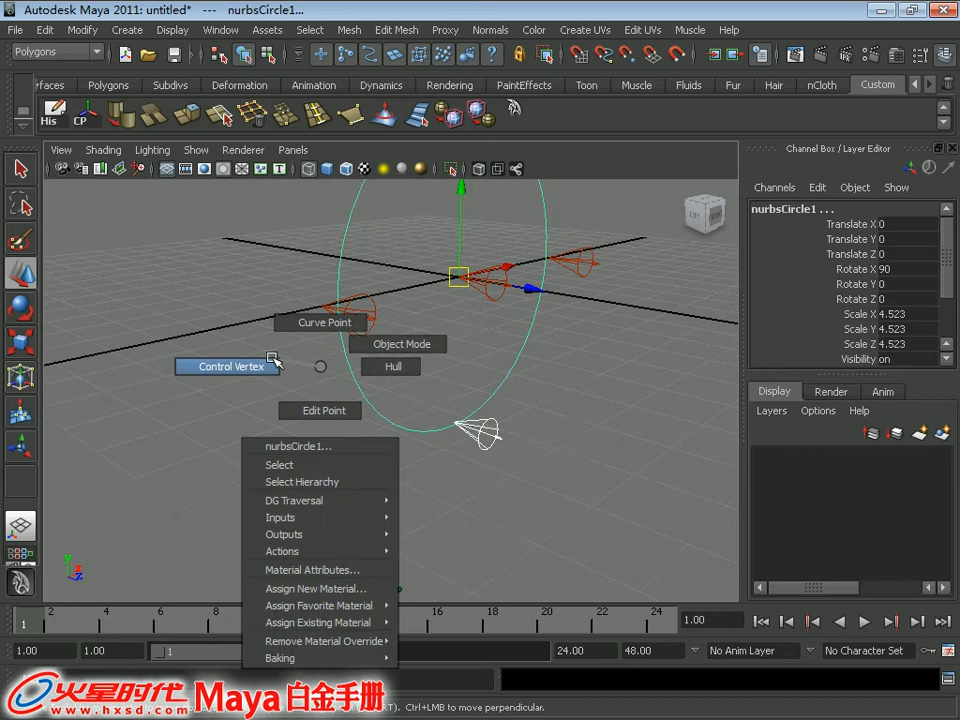 Autodesk Maya 2011: untitled* --- nurbsCircle1...
File Edit Modify Create Display Window Assets Select Mesh Edit Mesh Proxy Normals Color Create UVs Edit UVs Muscle Help
Polygons
rfaces Polygons Subdivs Deformation Animation Dynamics Rendering PaintEffects Toon Muscle Fluids Fur Hair nCloth Custom
His CP
View Shading Lighting Show Renderer Panels
Channel Box / Layer Editor
Channels Edit Object Show
nurbsCircle1 ...
Translate X 0
Translate Y 0
Translate Z 0
Rotate X 90
Rotate Y 0
Rotate Z 0
Scale X 4.523
Scale Y 4.523
Scale Z 4.523
Visibility on
Curve Point
Object Mode
Control Vertex
Hull
Edit Point
Display Render Anim
Layers Options Help
nurbsCircle1...
Select
Select Hierarchy
DG Traversal
Inputs
Outputs
Actions
Material Attributes...
Assign New Material...
Assign Favorite Material
Assign Existing Material
Remove Material Override
Baking
1 2 4 6 8 16 18 20 22 24 1.00
1.00 1.00 1 24.00 48.00 No Anim Layer No Character Set
火星时代 Maya 白金手册
www.hxsd.com
Ctrl+LMB to move perpendicular.